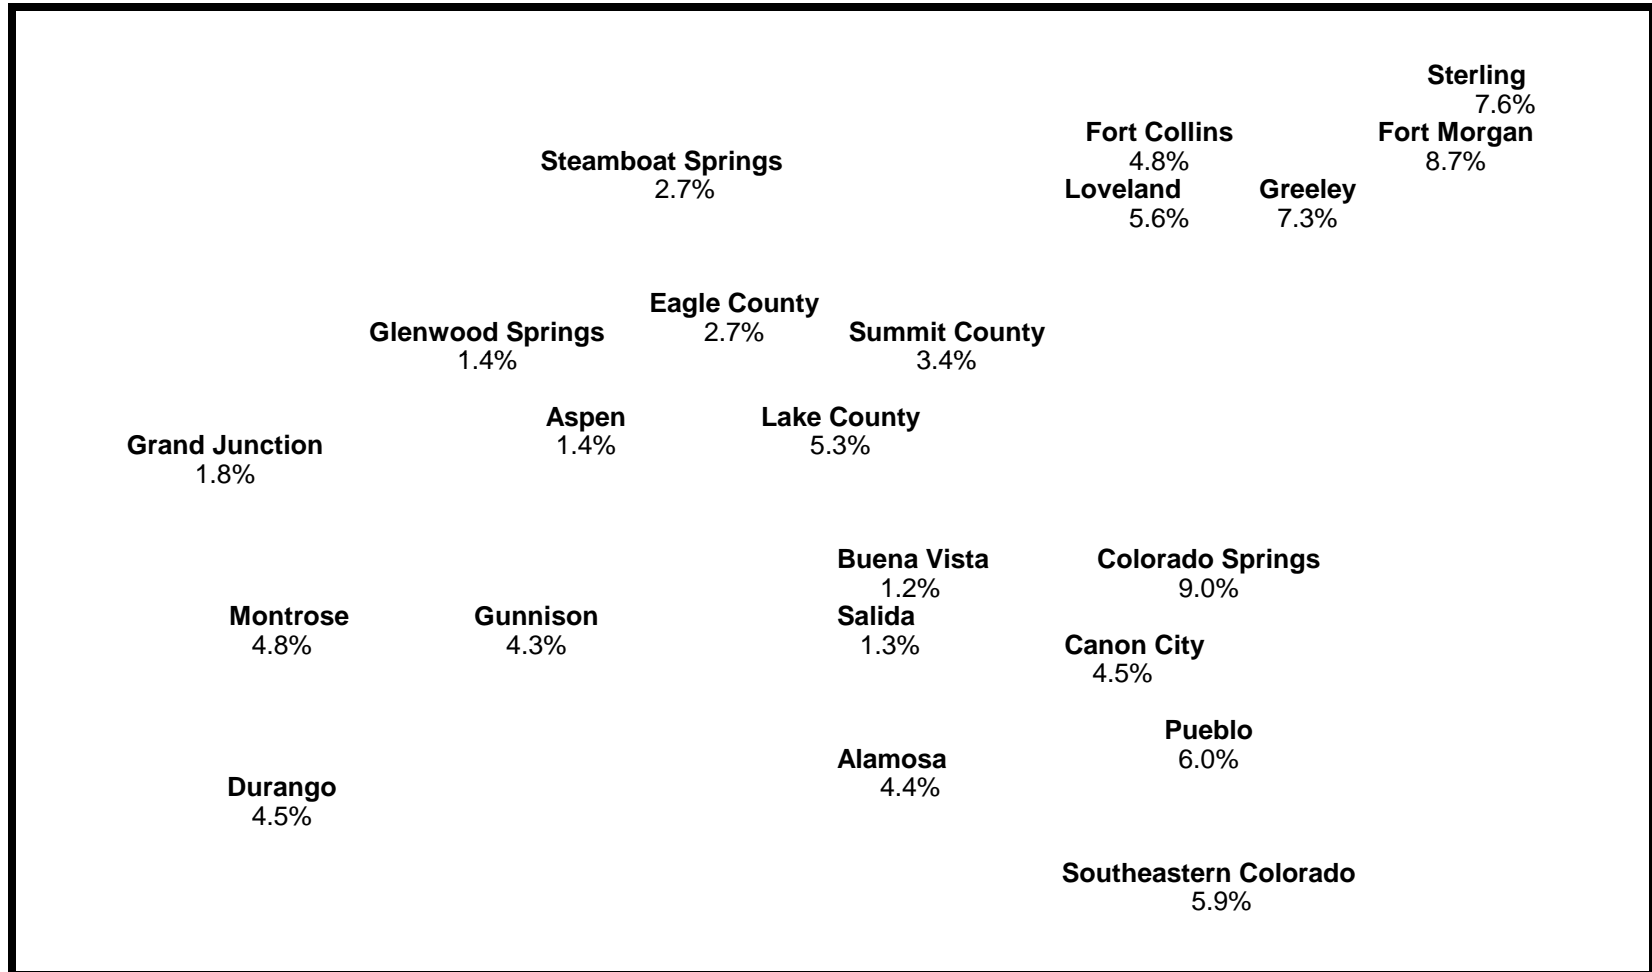 Sterling
7.6%
Fort Collins
4.8%
Fort Morgan
8.7%
Steamboat Springs
2.7%
Loveland
5.6%
Greeley
7.3%
Eagle County
2.7%
Glenwood Springs
1.4%
Summit County
3.4%
Aspen
1.4%
Lake County
5.3%
Grand Junction
1.8%
Buena Vista
1.2%
Colorado Springs
9.0%
Montrose
4.8%
Gunnison
4.3%
Salida
1.3%
Canon City
4.5%
Pueblo
6.0%
Alamosa
4.4%
Durango
4.5%
Southeastern Colorado
5.9%